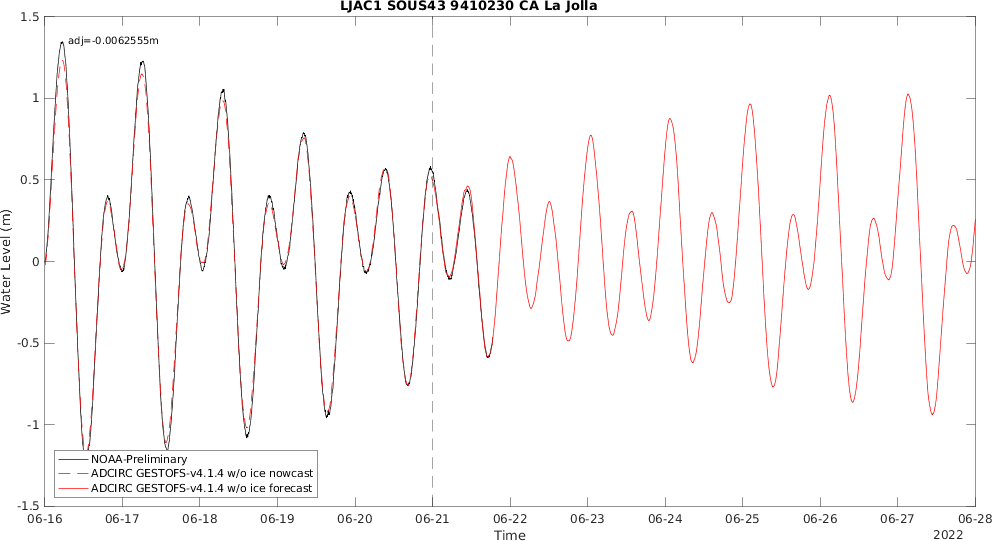 LJAC1 SOUS43 9410230 CA La Jolla
adj=-0.0062555m
1.5
1
0.5
0
-0.5
-1
-1.5
Water Level (m)
NOAA-Preliminary
ADCIRC GESTOFS-v4.1.4 w/o ice nowcast
ADCIRC GESTOFS-v4.1.4 w/o ice forecast
06-16 06-17 06-18 06-19 06-20 06-21 06-22 06-23 06-24 06-25 06-26 06-27 06-28
Time
2022